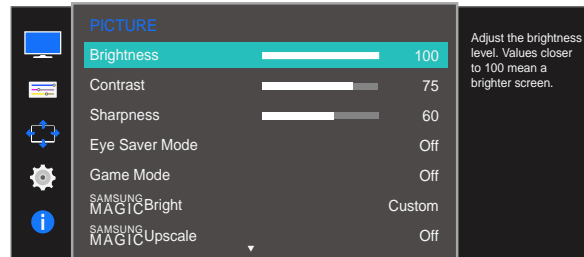 PICTURE
Brightness 100
Contrast 75
Sharpness 60
Eye Saver Mode Off
Game Mode Off
SAMSUNG
MAGICBright Custom
SAMSUNG
MAGICUpscale Off
Adjust the brightness
level. Values closer
to 100 mean a
brighter screen.
i